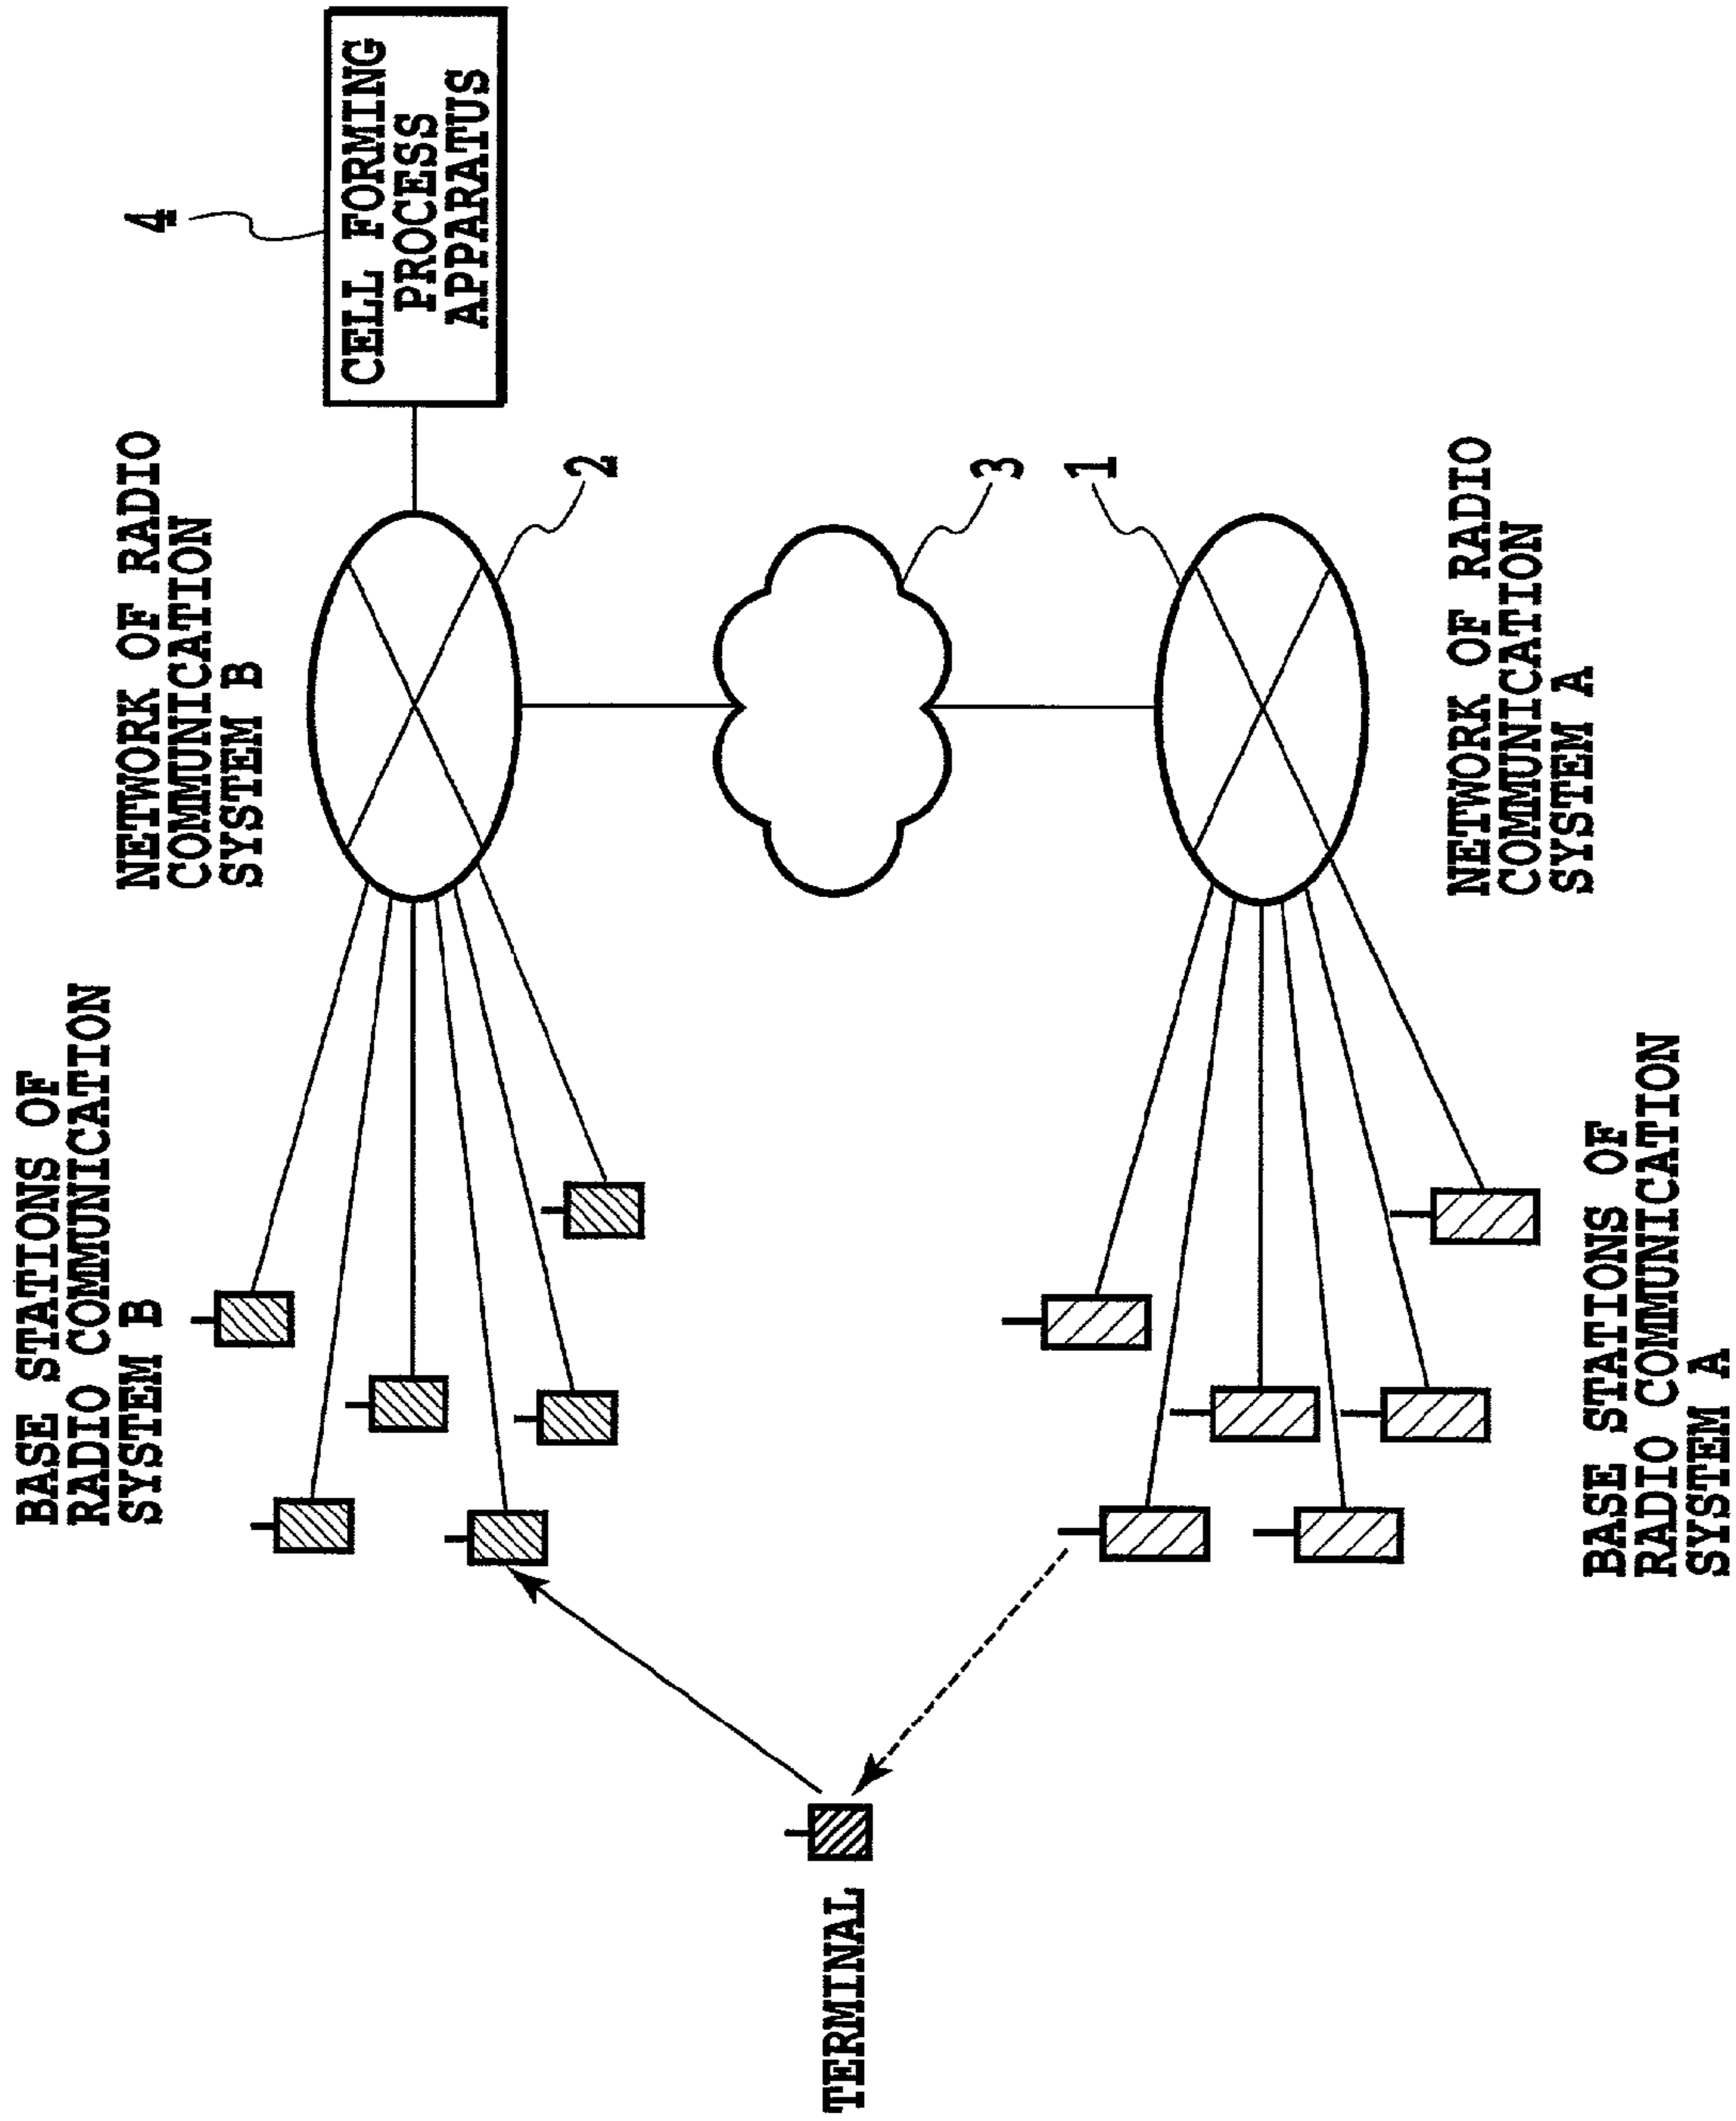 BASE STATIONS OF
RADIO COMMUNICATION
SYSTEM B
NETWORK OF RADIO
COMMUNICATION
SYSTEM B
4
CELL FORMING
PROCESS
APPARATUS
2
TERMINAL
3
1
BASE STATIONS OF
RADIO COMMUNICATION
SYSTEM A
NETWORK OF RADIO
COMMUNICATION
SYSTEM A